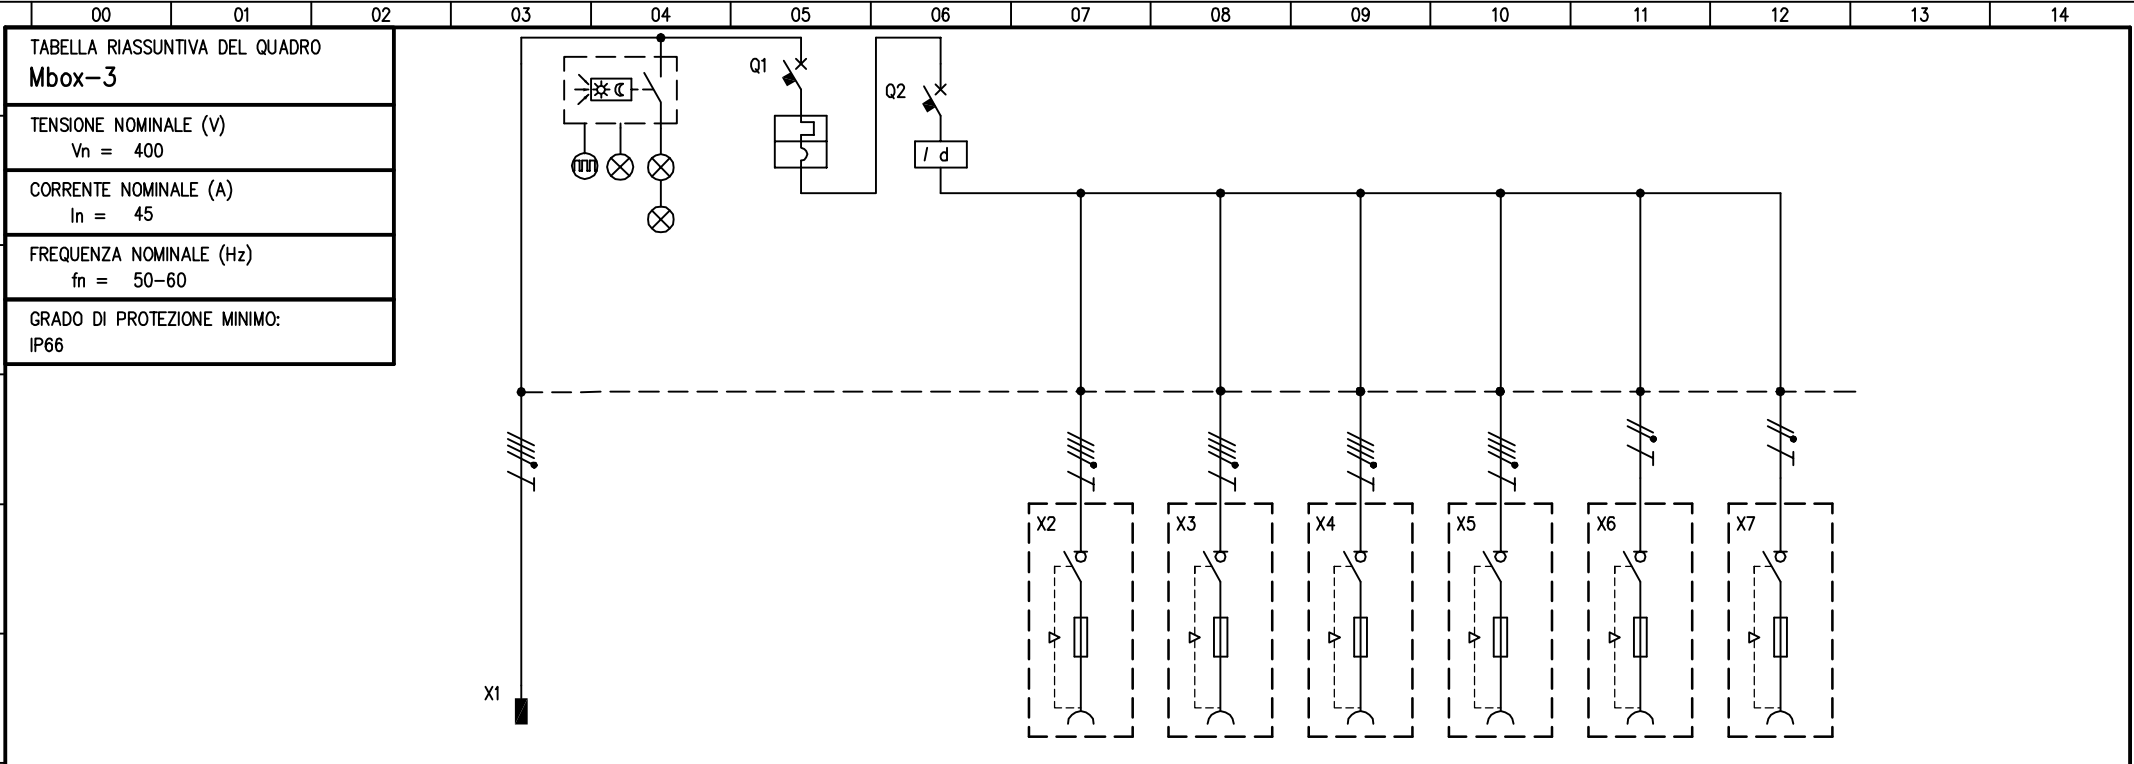 00 01 02 03 04 05 06 07 08 09 10 11 12 13 14
TABELLA RIASSUNTIVA DEL QUADRO
Mbox-3
TENSIONE NOMINALE (V)
Vn = 400
CORRENTE NOMINALE (A)
In = 45
FREQUENZA NOMINALE (Hz)
fn = 50-60
GRADO DI PROTEZIONE MINIMO:
IP66
Q1
Q2
I d
X1
X2
X3
X4
X5
X6
X7